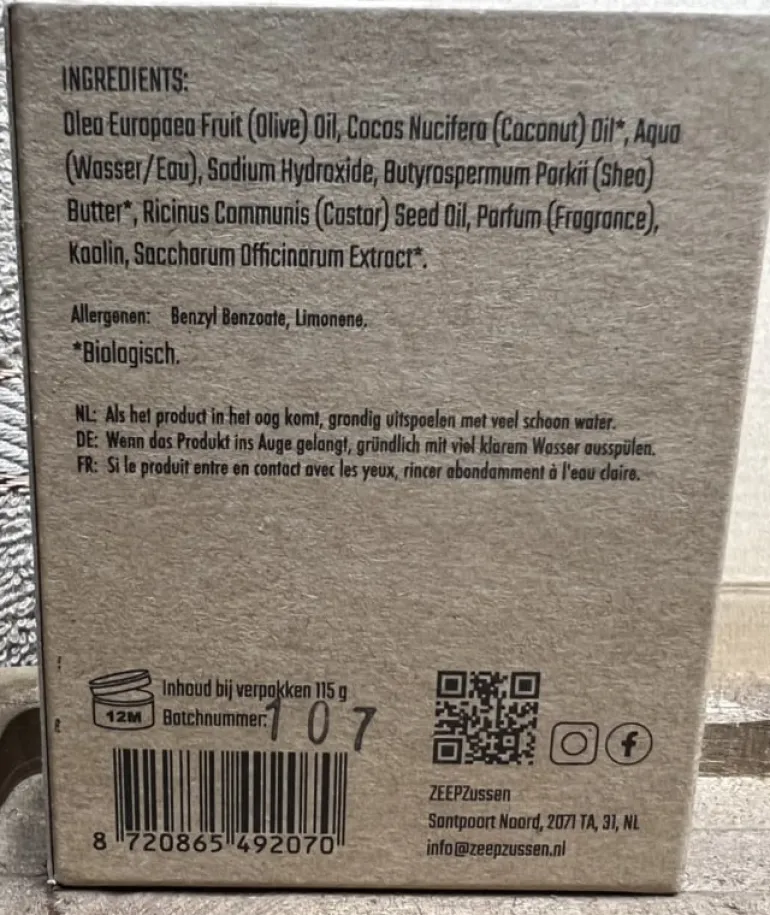 INGREDIENTS:
Olea Europaea Fruit (Olive) Oil, Cocos Nucifera (Coconut) Oil*, Aqua
(Wasser/Eau), Sodium Hydroxide, Butyrospermum Parkii (Shea)
Butter*, Ricinus Communis (Castor) Seed Oil, Parfum (Fragrance),
Kaolin, Saccharum Officinarum Extract*.
Allergenen: Benzyl Benzoate, Limonene.
*Biologisch.
NL: Als het product in het oog komt, grondig uitspoelen met veel schoon water.
DE: Wenn das Produkt ins Auge gelangt, gründlich mit viel klarem Wasser ausspülen.
FR: Si le produit entre en contact avec les yeux, rincer abondamment à l'eau claire.
12M
Inhoud bij verpakken 115 g
Batchnummer: 107
8 720865 492070
ZEEPZussen
Santpoort Noord, 2071 TA, 31, NL
info@zeepzussen.nl